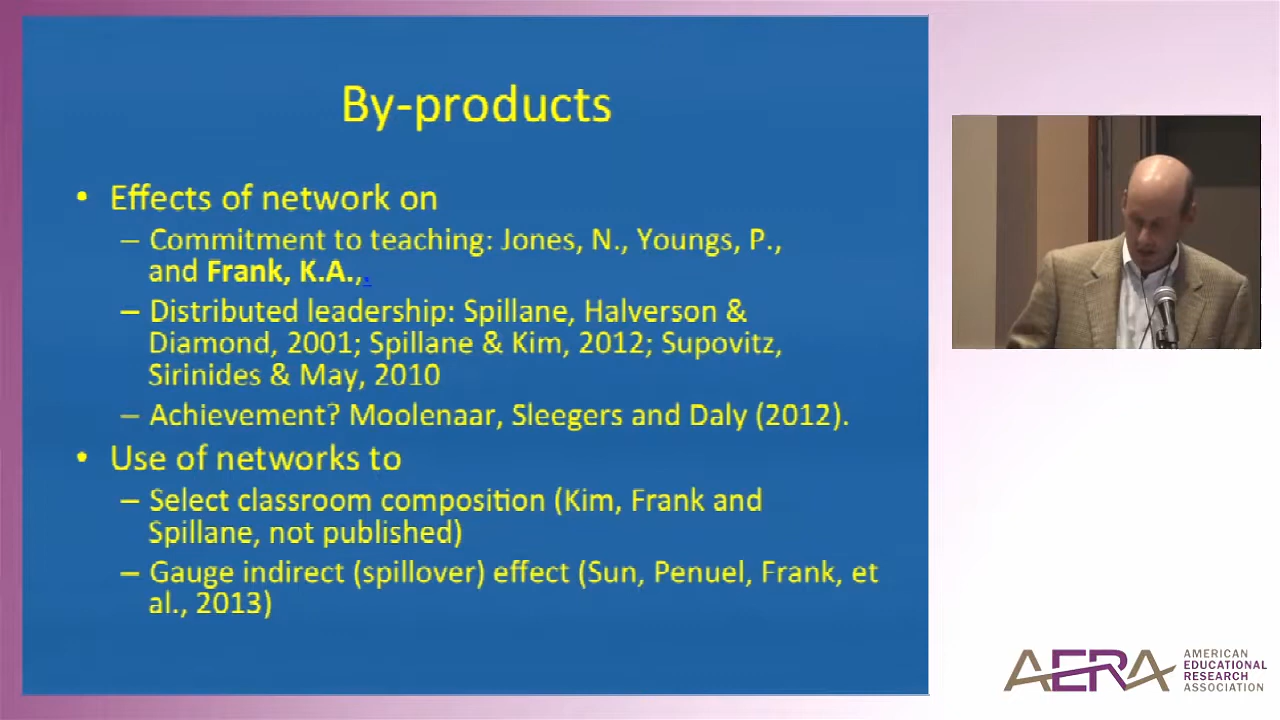 By-products
• Effects of network on
– Commitment to teaching: Jones, N., Youngs, P.,
and Frank, K.A.,.
– Distributed leadership: Spillane, Halverson &
Diamond, 2001; Spillane & Kim, 2012; Supovitz,
Sirinides & May, 2010
– Achievement? Moolenaar, Sleegers and Daly (2012).
• Use of networks to
– Select classroom composition (Kim, Frank and
Spillane, not published)
– Gauge indirect (spillover) effect (Sun, Penuel, Frank, et
al., 2013)
AERA
AMERICAN
EDUCATIONAL
RESEARCH
ASSOCIATION